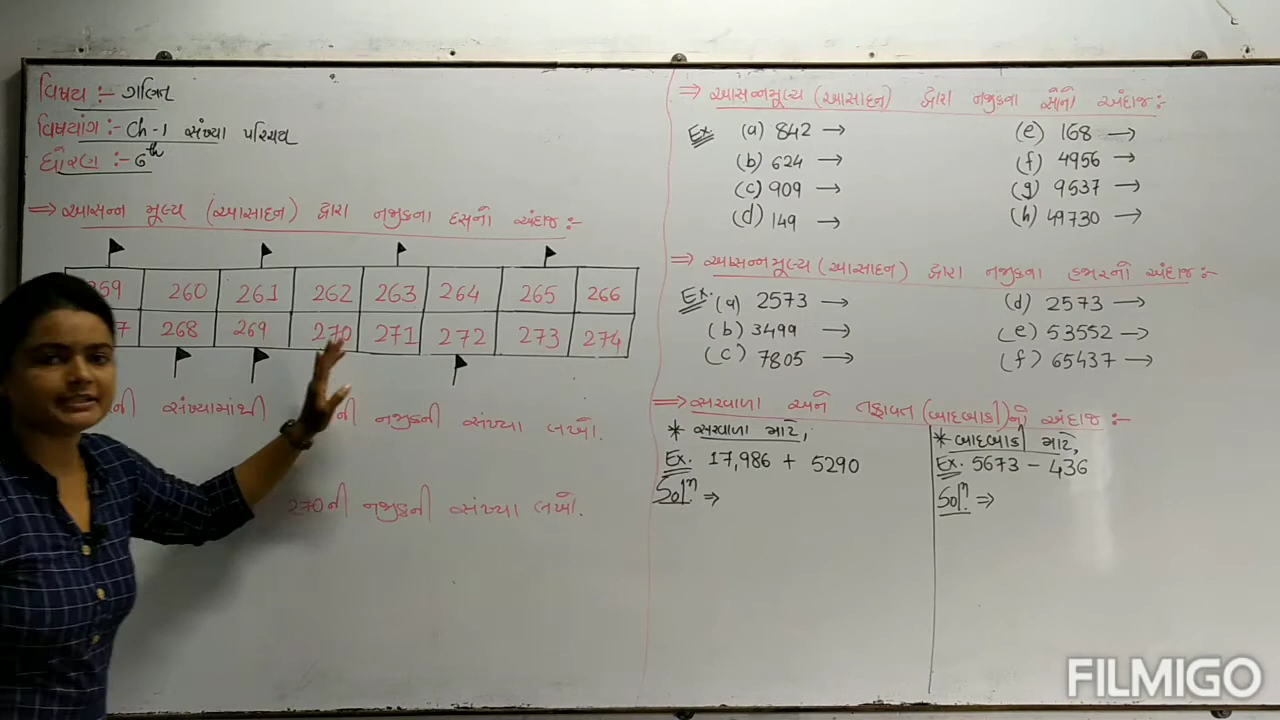 વિષય :- ગણિત
વિષયાંગ :- Ch-1 સંખ્યા પરિચય
ધોરણ :- 6th
⇒ આસન્ન મૂલ્ય (આસાદન) દ્વારા નજીકના દસનો અંદાજ :-
259 260 261 262 263 264 265 266
7 268 269 270 271 272 273 274
ની સંખ્યામાંથી ની નજીકની સંખ્યા લખો.
270ની નજીકની સંખ્યા લખો.
⇒ આસન્નમૂલ્ય (આસાદન) દ્વારા નજીકના સોનો અંદાજ :-
Ex (a) 842 → (e) 168 →
(b) 624 → (f) 4956 →
(c) 909 → (g) 9537 →
(d) 149 → (h) 49730 →
⇒ આસન્નમૂલ્ય (આસાદન) દ્વારા નજીકના હજારનો અંદાજ :-
Ex. (a) 2573 → (d) 2573 →
(b) 3499 → (e) 53552 →
(c) 7805 → (f) 65437 →
⇒ સરવાળા અને તફાવત (બાદબાકી)નો અંદાજ :-
* સરવાળા માટે, * બાદબાકી માટે,
Ex. 17,986 + 5290 Ex. 5673 - 436
Solⁿ ⇒ Solⁿ ⇒
FILMIGO